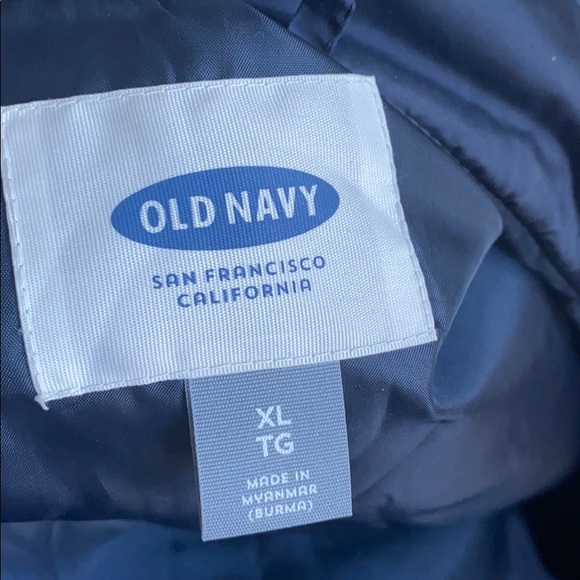 OLD NAVY
SAN FRANCISCO
CALIFORNIA
XL
TG
MADE IN
MYANMAR
(BURMA)